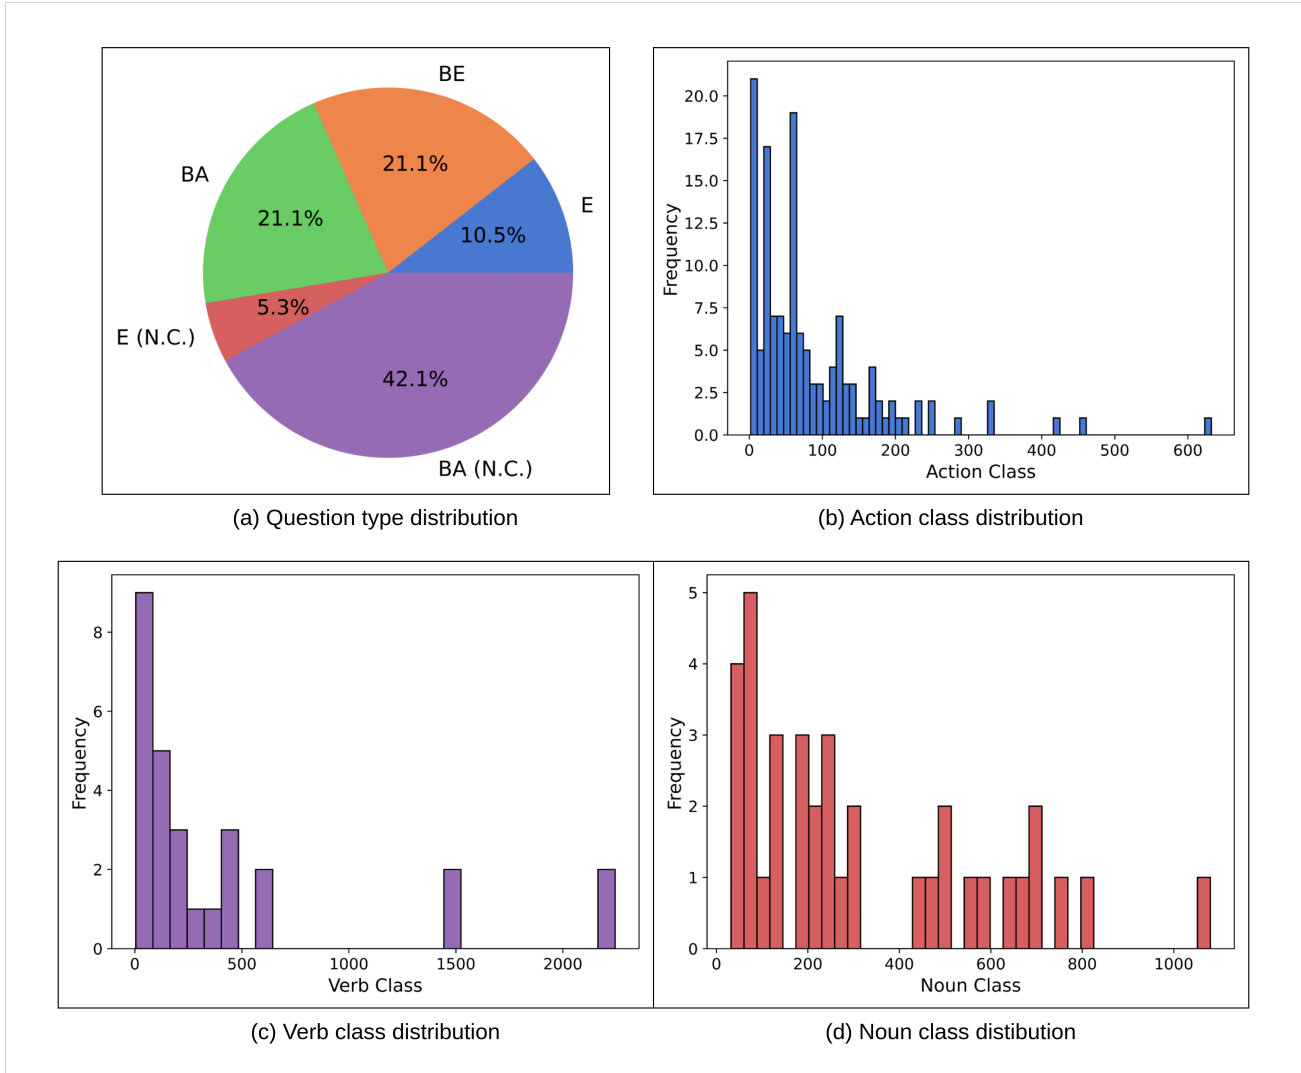 BE
BA
21.1%
E
21.1%
10.5%
5.3%
E (N.C.)
42.1%
BA (N.C.)
(a) Question type distribution
20.0
17.5
15.0
12.5
10.0
7.5
5.0
2.5
0.0
Frequency
0 100 200 300 400 500 600
Action Class
(b) Action class distribution
8
6
4
2
0
Frequency
0 500 1000 1500 2000
Verb Class
(c) Verb class distribution
5
4
3
2
1
0
Frequency
0 200 400 600 800 1000
Noun Class
(d) Noun class distibution